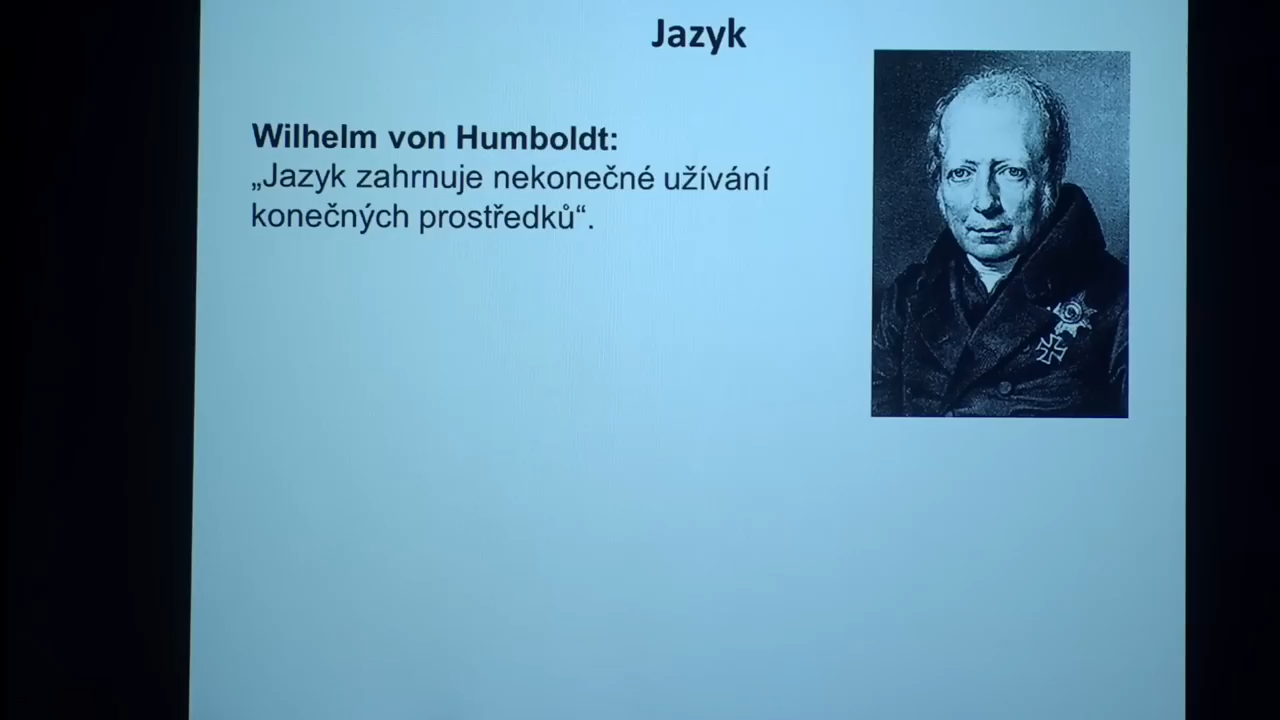 Jazyk
Wilhelm von Humboldt:
„Jazyk zahrnuje nekonečné užívání
konečných prostředků“.